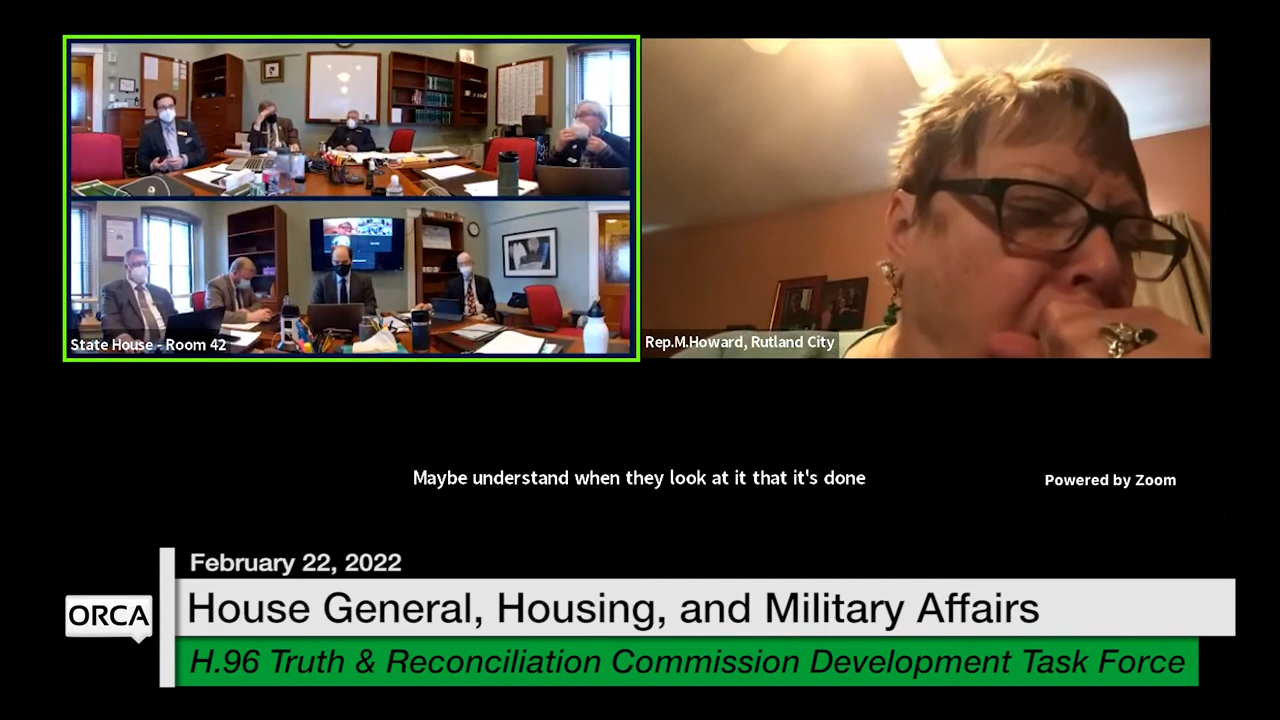 State House - Room 42
Rep.M.Howard, Rutland City
Maybe understand when they look at it that it's done
Powered by Zoom
February 22, 2022
ORCA
House General, Housing, and Military Affairs
H.96 Truth & Reconciliation Commission Development Task Force